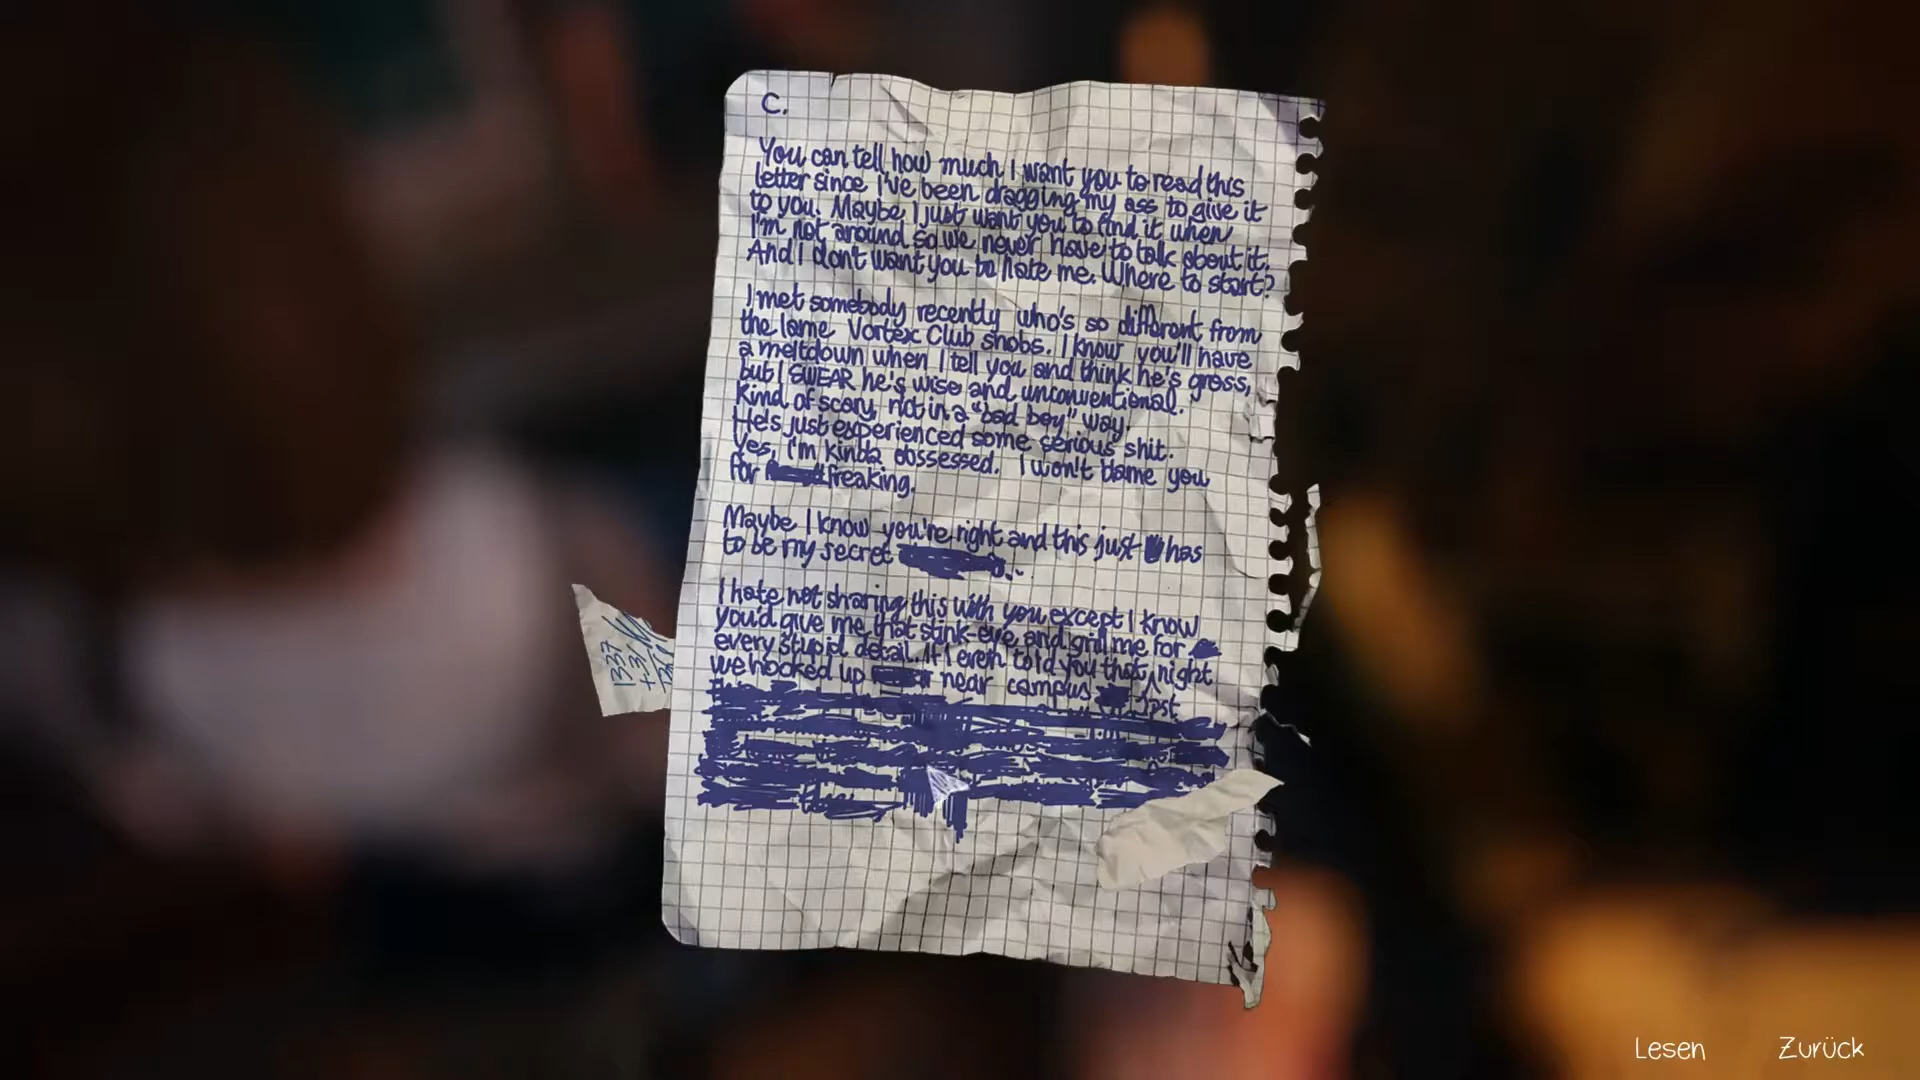 C.
You can tell how much I want you to read this
letter since I've been dragging my ass to give it
to you. Maybe I just want you to find it when
I'm not around so we never have to talk about it.
And I dont want you to hate me. Where to start?
I met somebody recently who's so different from
the lame Vortex Club snobs. I know you'll have
a meltdown when I tell you and think he's gross,
but I SWEAR he's wise and unconventional.
Kind of scary, not in a "bad boy" way.
He's just experienced some serious shit.
Yes, I'm kinda obssessed. I won't blame you
for freaking.
Maybe I know you're right and this just has
to be my secret
I hate not sharing this with you except I know
you'd give me that stink-eye and grill me for
every stupid detail. If I even told you that night
we hooked up near campus
1337
Lesen
Zurück